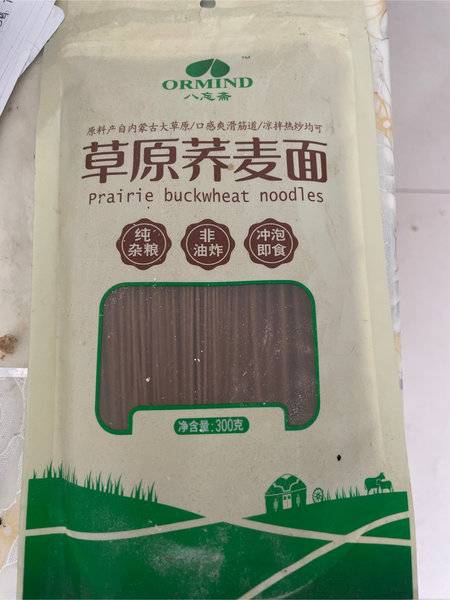 ™
ORMIND
八忘斋
原料产自内蒙古大草原/口感爽滑筋道/凉拌热炒均可
草原荞麦面
Prairie buckwheat noodles
纯杂粮
非油炸
冲泡即食
净含量:300克